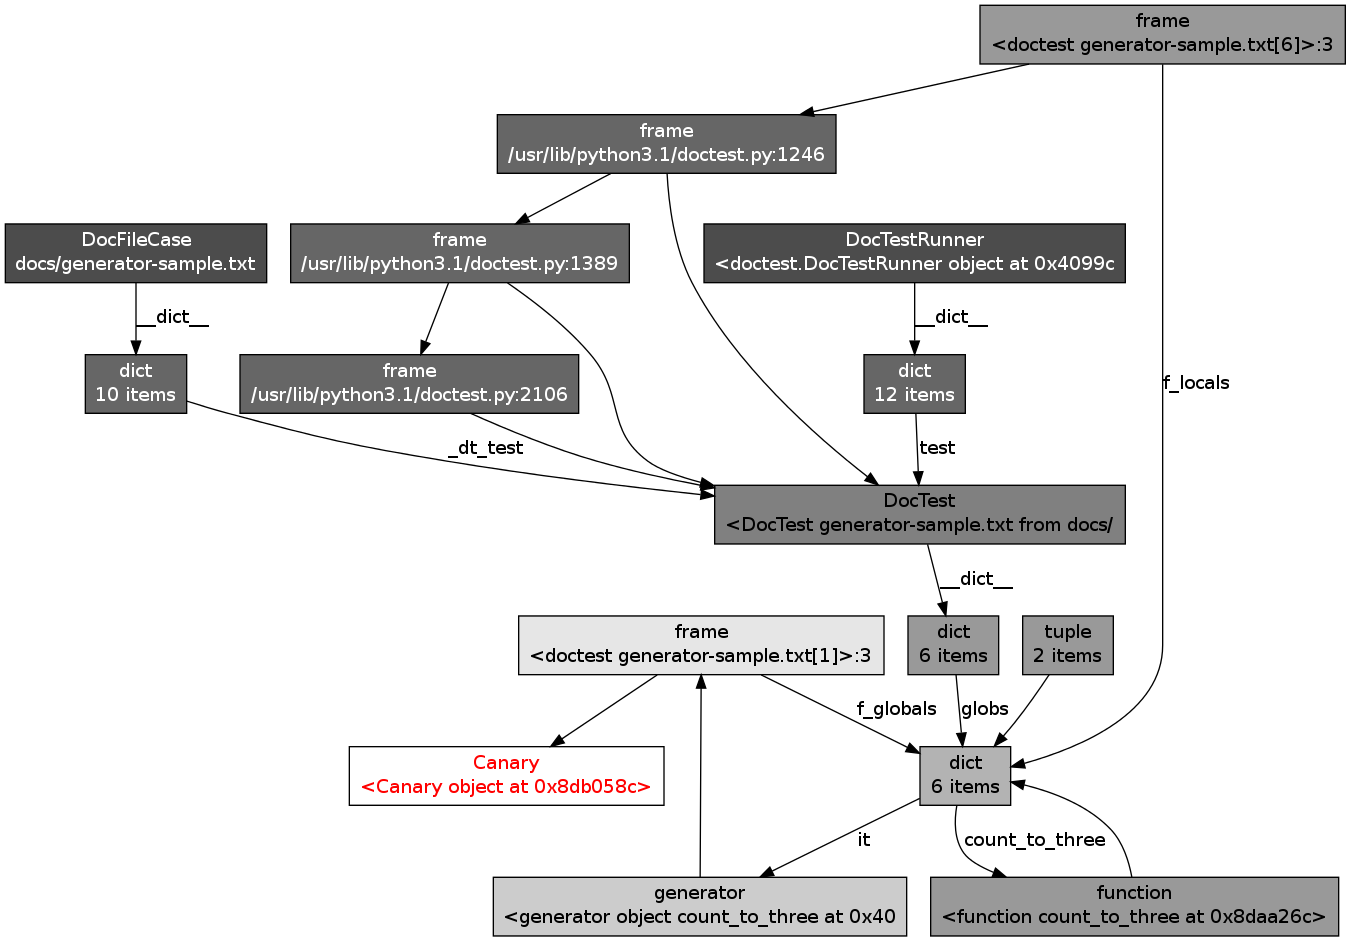 frame
<doctest generator-sample.txt[6]>:3
frame
/usr/lib/python3.1/doctest.py:1246
DocFileCase
docs/generator-sample.txt
frame
/usr/lib/python3.1/doctest.py:1389
DocTestRunner
<doctest.DocTestRunner object at 0x4099c
__dict__
__dict__
dict
10 items
frame
/usr/lib/python3.1/doctest.py:2106
dict
12 items
f_locals
_dt_test
test
DocTest
<DocTest generator-sample.txt from docs/
__dict__
frame
<doctest generator-sample.txt[1]>:3
dict
6 items
tuple
2 items
f_globals
globs
Canary
<Canary object at 0x8db058c>
dict
6 items
it
count_to_three
generator
<generator object count_to_three at 0x40
function
<function count_to_three at 0x8daa26c>